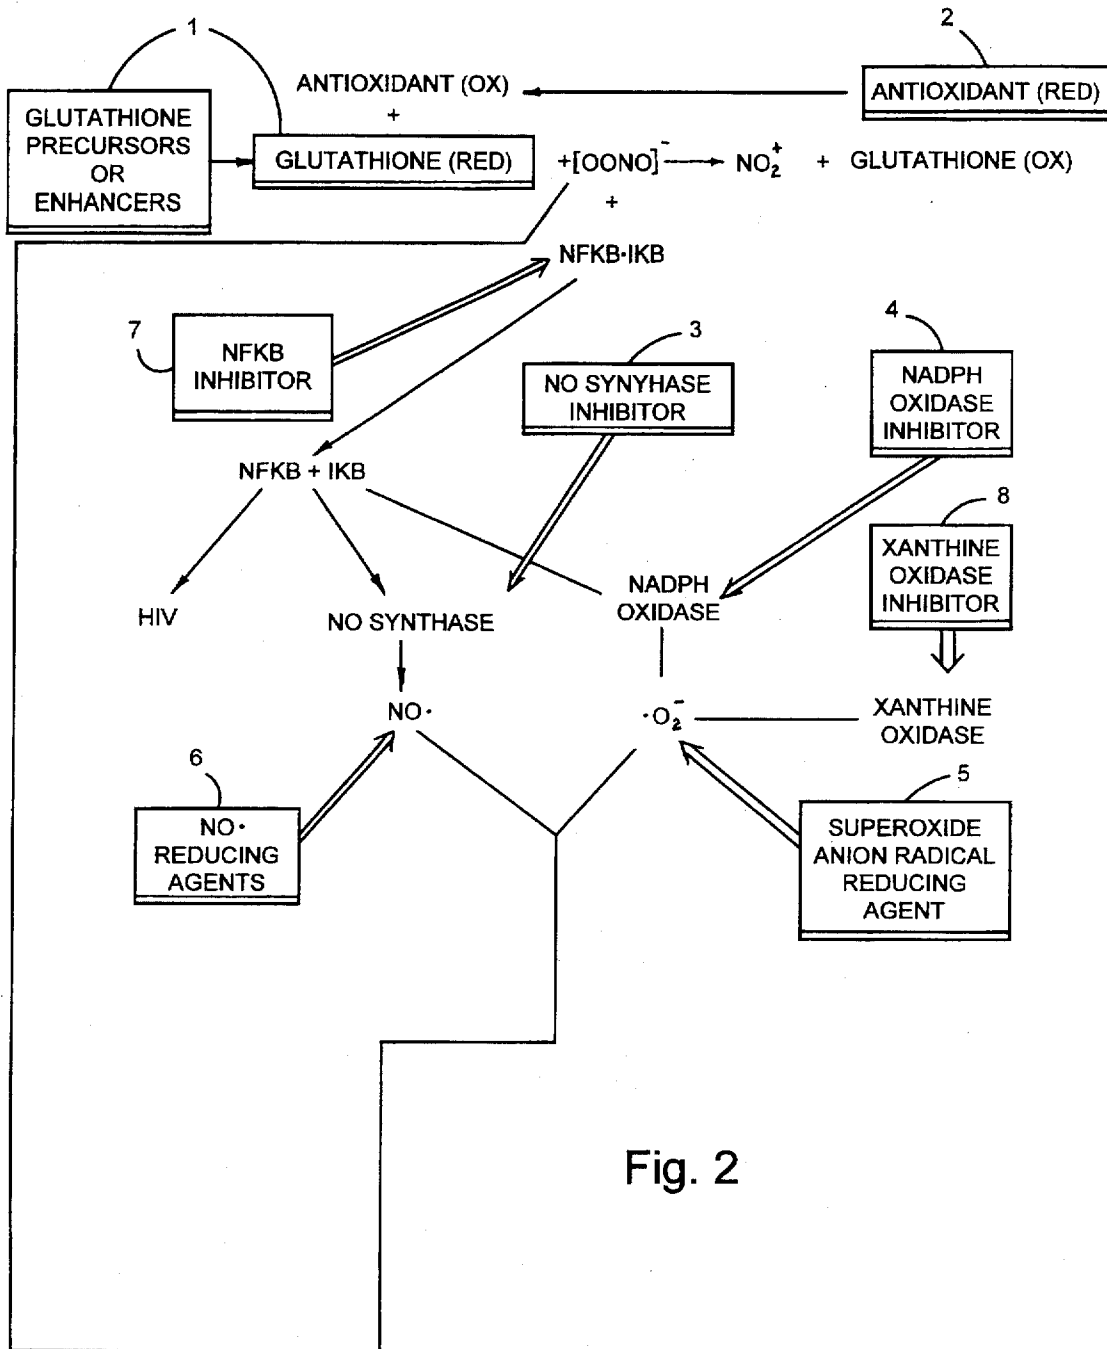 1
2
ANTIOXIDANT (OX)
+
ANTIOXIDANT (RED)
GLUTATHIONE
PRECURSORS
OR
ENHANCERS
GLUTATHIONE (RED)
+[OONO]⁻ → NO₂⁺ + GLUTATHIONE (OX)
+
NFKB·IKB
7
NFKB
INHIBITOR
3
NO SYNYHASE
INHIBITOR
4
NADPH
OXIDASE
INHIBITOR
NFKB + IKB
8
XANTHINE
OXIDASE
INHIBITOR
HIV
NO SYNTHASE
NADPH
OXIDASE
NO·
·O₂⁻
XANTHINE
OXIDASE
6
NO·
REDUCING
AGENTS
5
SUPEROXIDE
ANION RADICAL
REDUCING
AGENT
Fig. 2